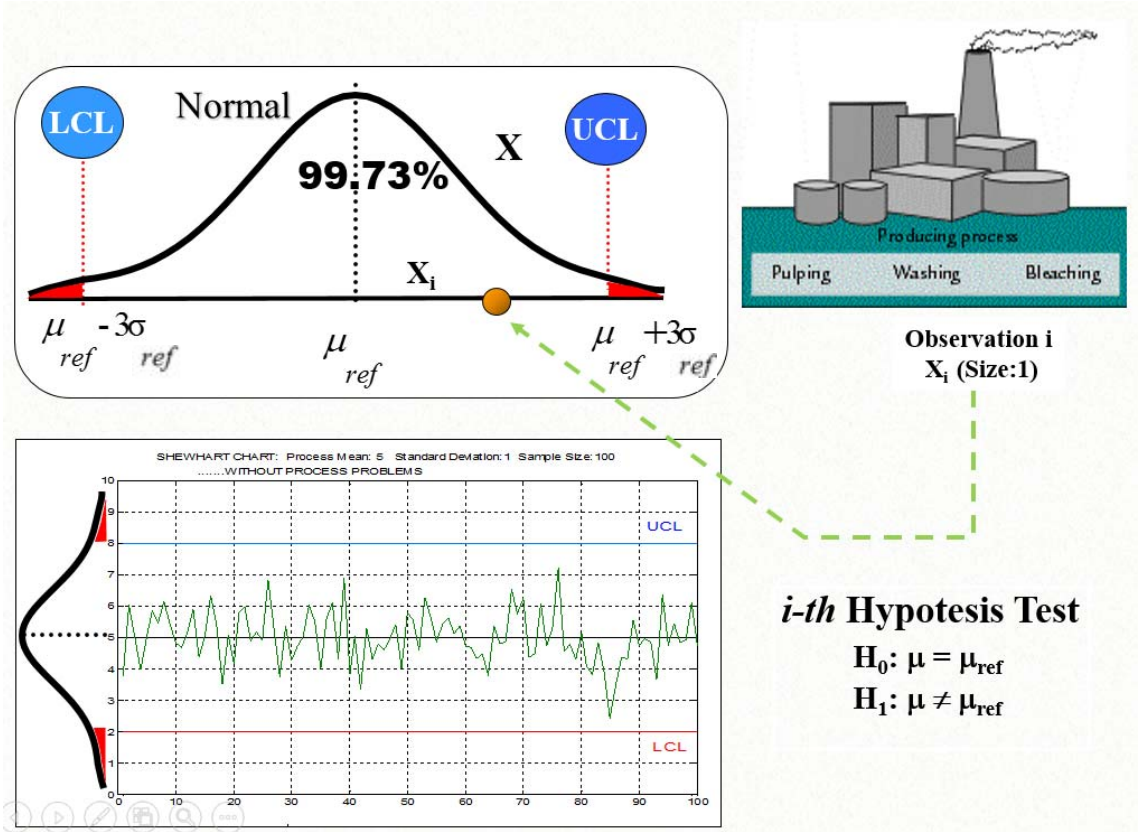 LCL
Normal
UCL
X
99.73%
Xᵢ
μ ref - 3σ ref
μ ref
μ ref +3σ ref
Producing process
Pulping Washing Bleaching
Observation i
Xᵢ (Size:1)
SHEWHART CHART: Process Mean: 5 Standard Deviation: 1 Sample Size: 100
.......WITHOUT PROCESS PROBLEMS
10
9
8
7
6
5
4
3
2
1
0
UCL
LCL
0 10 20 30 40 50 60 70 80 90 100
i-th Hypotesis Test
H₀: μ = μref
H₁: μ ≠ μref